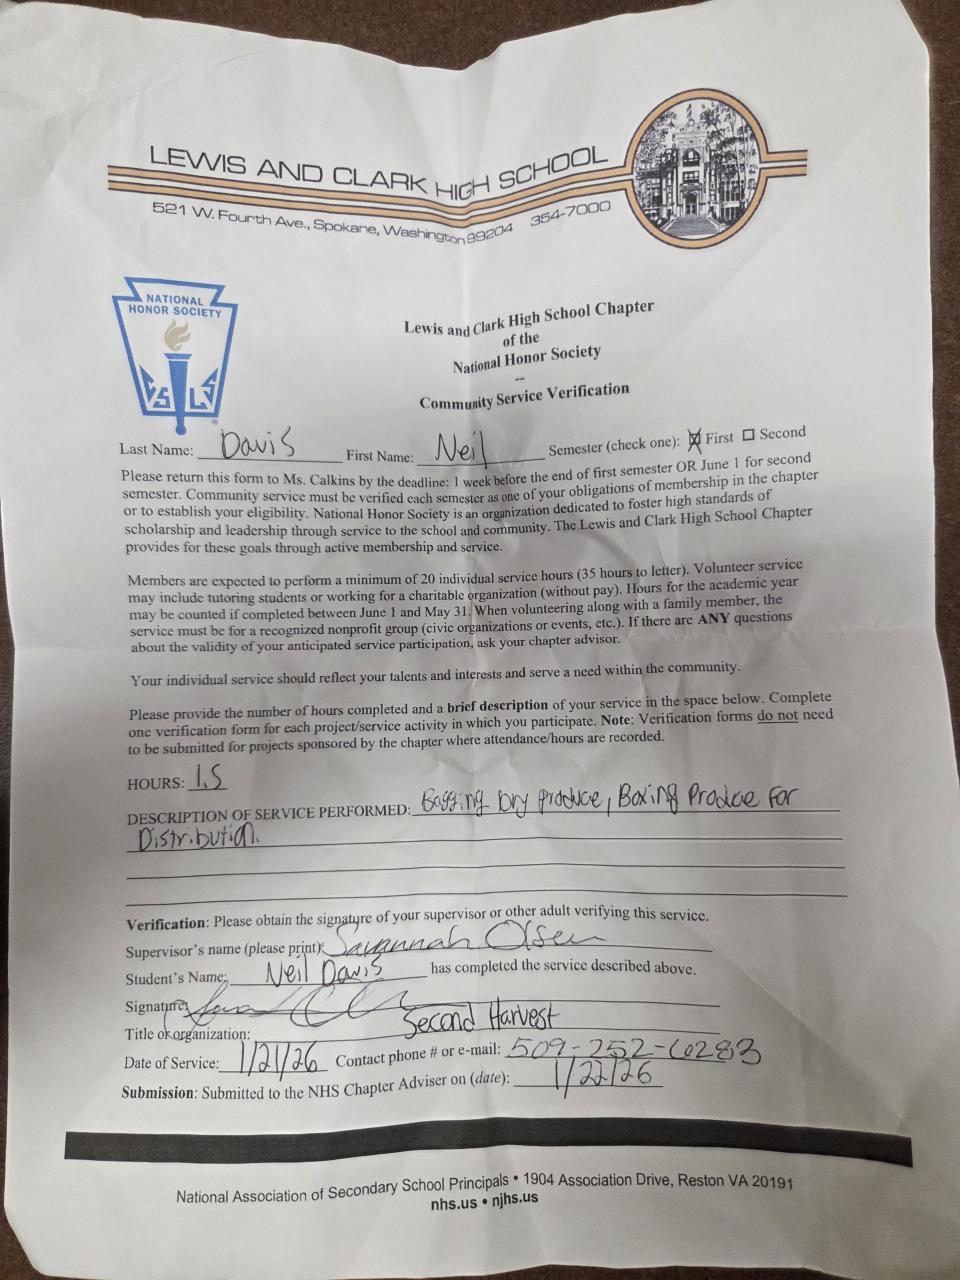 LEWIS AND CLARK HIGH SCHOOL
521 W. Fourth Ave., Spokane, Washington 99204 354-7000
NATIONAL
HONOR SOCIETY
Lewis and Clark High School Chapter
of the
National Honor Society
--
Community Service Verification
Last Name: Davis First Name: Neil Semester (check one): ☒ First ☐ Second
Please return this form to Ms. Calkins by the deadline: 1 week before the end of first semester OR June 1 for second
semester. Community service must be verified each semester as one of your obligations of membership in the chapter
or to establish your eligibility. National Honor Society is an organization dedicated to foster high standards of
scholarship and leadership through service to the school and community. The Lewis and Clark High School Chapter
provides for these goals through active membership and service.
Members are expected to perform a minimum of 20 individual service hours (35 hours to letter). Volunteer service
may include tutoring students or working for a charitable organization (without pay). Hours for the academic year
may be counted if completed between June 1 and May 31. When volunteering along with a family member, the
service must be for a recognized nonprofit group (civic organizations or events, etc.). If there are ANY questions
about the validity of your anticipated service participation, ask your chapter advisor.
Your individual service should reflect your talents and interests and serve a need within the community.
Please provide the number of hours completed and a brief description of your service in the space below. Complete
one verification form for each project/service activity in which you participate. Note: Verification forms do not need
to be submitted for projects sponsored by the chapter where attendance/hours are recorded.
HOURS: 1.5
DESCRIPTION OF SERVICE PERFORMED: Bagging Dry produce, Boxing Produce For
Distribution.
Verification: Please obtain the signature of your supervisor or other adult verifying this service.
Supervisor's name (please print): Savannah Olsen
Student's Name: Neil Davis has completed the service described above.
Signature:
Title or organization: Second Harvest
Date of Service: 1/21/26 Contact phone # or e-mail: 509-252-6283
Submission: Submitted to the NHS Chapter Adviser on (date): 1/22/26
National Association of Secondary School Principals • 1904 Association Drive, Reston VA 20191
nhs.us • njhs.us